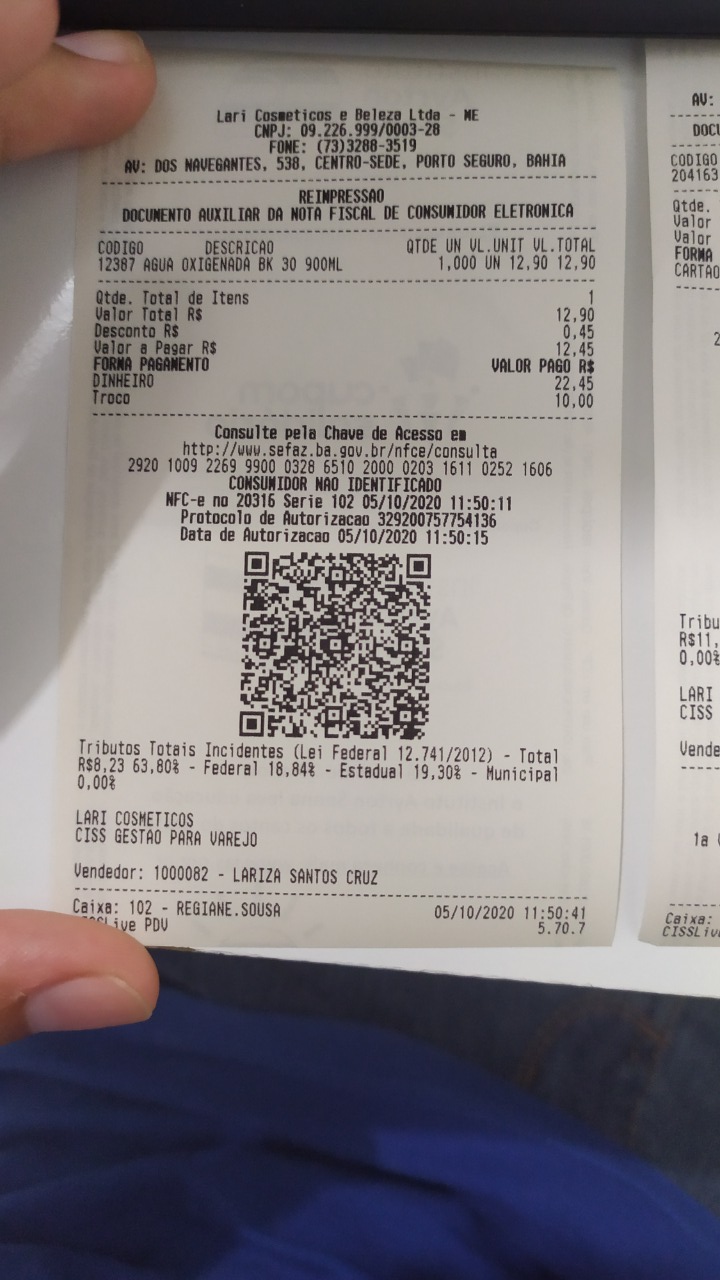 Lari Cosmeticos e Beleza Ltda - ME
CNPJ: 09.226.999/0003-28
FONE: (73)3288-3519
AV: DOS NAVEGANTES, 538, CENTRO-SEDE, PORTO SEGURO, BAHIA
REIMPRESSAO
DOCUMENTO AUXILIAR DA NOTA FISCAL DE CONSUMIDOR ELETRONICA
CODIGO DESCRICAO QTDE UN VL.UNIT VL.TOTAL
12387 AGUA OXIGENADA BK 30 900ML 1,000 UN 12,90 12,90
Qtde. Total de Itens 1
Valor Total R$ 12,90
Desconto R$ 0,45
Valor a Pagar R$ 12,45
FORMA PAGAMENTO VALOR PAGO R$
DINHEIRO 22,45
Troco 10,00
Consulte pela Chave de Acesso em
http://www.sefaz.ba.gov.br/nfce/consulta
2920 1009 2269 9900 0328 6510 2000 0203 1611 0252 1606
CONSUMIDOR NAO IDENTIFICADO
NFC-e no 20316 Serie 102 05/10/2020 11:50:11
Protocolo de Autorizacao 329200757754136
Data de Autorizacao 05/10/2020 11:50:15
Tributos Totais Incidentes (Lei Federal 12.741/2012) - Total
R$8,23 63,80% - Federal 18,84% - Estadual 19,30% - Municipal
0,00%
LARI COSMETICOS
CISS GESTAO PARA VAREJO
Vendedor: 1000082 - LARIZA SANTOS CRUZ
Caixa: 102 - REGIANE.SOUSA 05/10/2020 11:50:41
PDV 5.70.7
AV:
DOCU
CODIGO
204163
Qtde.
Valor
Valor
FORMA
CARTAO
2
Tribu
R$11,
0,00%
LARI
CISS
Vende
1a
Caixa:
CISSLiv